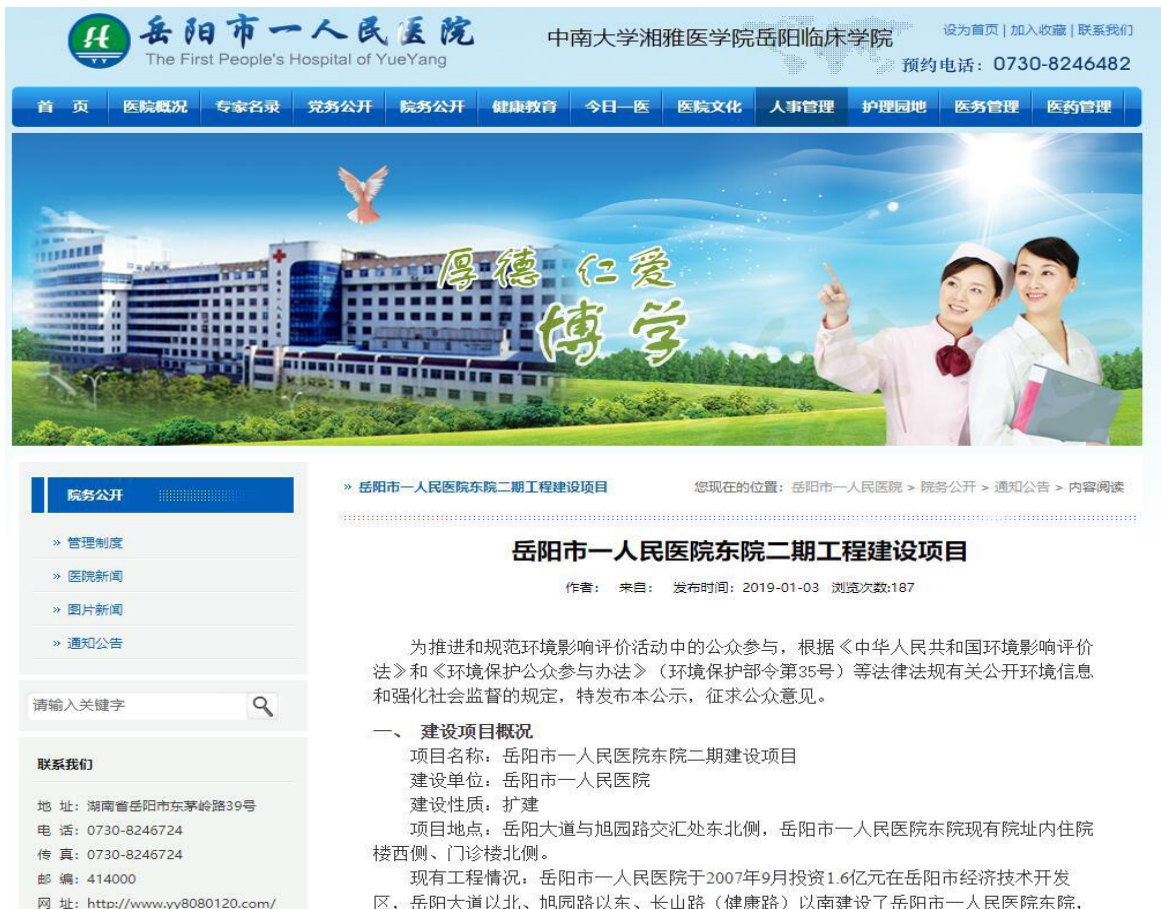 岳阳市一人民医院
The First People's Hospital of YueYang
中南大学湘雅医学院岳阳临床学院
设为首页 | 加入收藏 | 联系我们
预约电话：0730-8246482
首 页 医院概况 专家名录 党务公开 院务公开 健康教育 今日一医 医院文化 人事管理 护理园地 医务管理 医药管理
厚德 仁爱
博学
院务公开
» 管理制度
» 医院新闻
» 图片新闻
» 通知公告
请输入关键字
联系我们
地 址：湖南省岳阳市东茅岭路39号
电 话：0730-8246724
传 真：0730-8246724
邮 编：414000
网 址：http://www.yy8080120.com/
» 岳阳市一人民医院东院二期工程建设项目
您现在的位置：岳阳市一人民医院 > 院务公开 > 通知公告 > 内容阅读
岳阳市一人民医院东院二期工程建设项目
作者： 来自： 发布时间：2019-01-03 浏览次数:187
为推进和规范环境影响评价活动中的公众参与，根据《中华人民共和国环境影响评价
法》和《环境保护公众参与办法》（环境保护部令第35号）等法律法规有关公开环境信息
和强化社会监督的规定，特发布本公示，征求公众意见。
一、 建设项目概况
项目名称：岳阳市一人民医院东院二期建设项目
建设单位：岳阳市一人民医院
建设性质：扩建
项目地点：岳阳大道与旭园路交汇处东北侧，岳阳市一人民医院东院现有院址内住院
楼西侧、门诊楼北侧。
现有工程情况：岳阳市一人民医院于2007年9月投资1.6亿元在岳阳市经济技术开发
区，岳阳大道以北、旭园路以东、长山路（健康路）以南建设了岳阳市一人民医院东院，